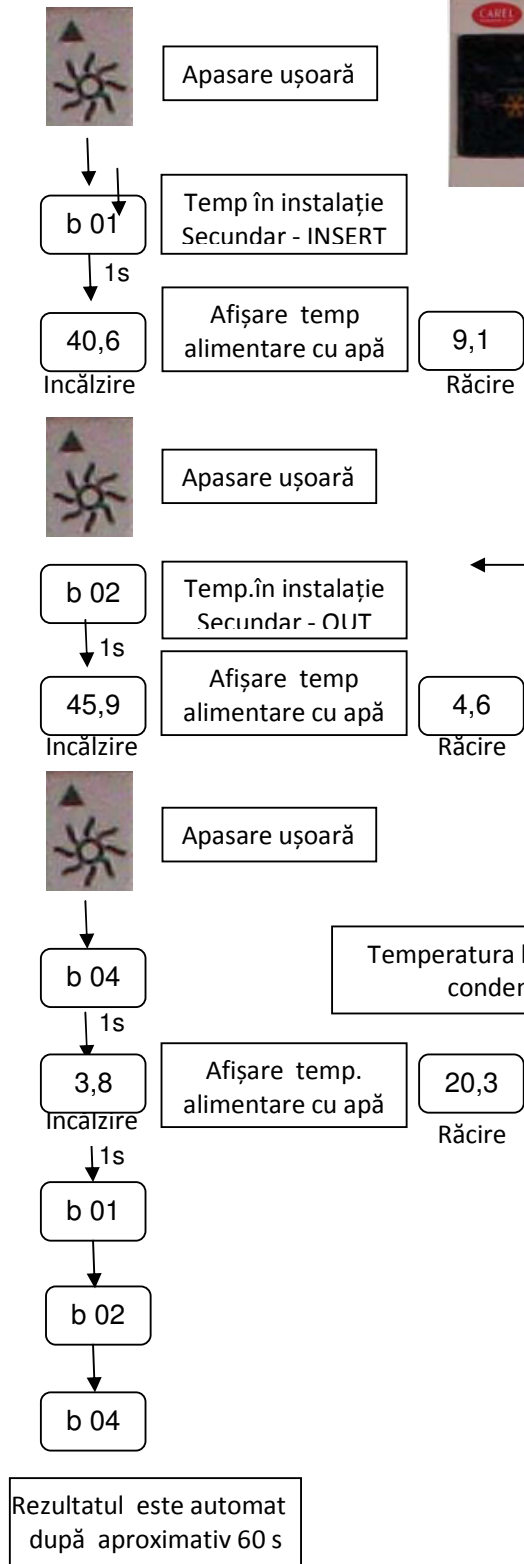 CAREL
Apasare ușoară
b 01
Temp în instalație
Secundar - INSERT
1s
40,6
Afișare temp
alimentare cu apă
9,1
Incălzire
Răcire
Apasare ușoară
b 02
Temp.în instalație
Secundar - OUT
1s
45,9
Afișare temp
alimentare cu apă
4,6
Incălzire
Răcire
Apasare ușoară
b 04
Temperatura
conden
1s
3,8
Afișare temp.
alimentare cu apă
20,3
Incălzire
Răcire
1s
b 01
b 02
b 04
Rezultatul este automat
după aproximativ 60 s